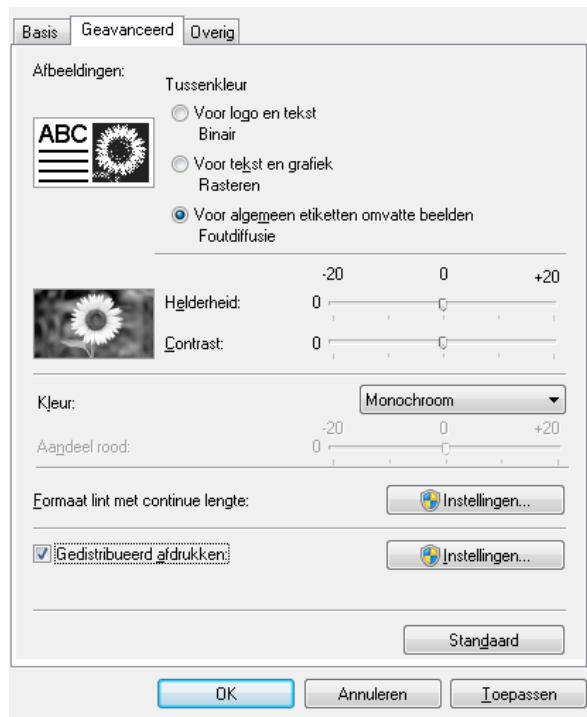 Basis Geavanceerd Overig
Afbeeldingen:
Tussenkleur
ABC
Voor logo en tekst
Binair
Voor tekst en grafiek
Rasteren
Voor algemeen etiketten omvatte beelden
Foutdiffusie
-20 0 +20
Helderheid: 0
Contrast: 0
Kleur: Monochroom
-20 0 +20
Aandeel rood: 0
Formaat lint met continue lengte: Instellingen...
Gedistribueerd afdrukken: Instellingen...
Standaard
OK Annuleren Toepassen